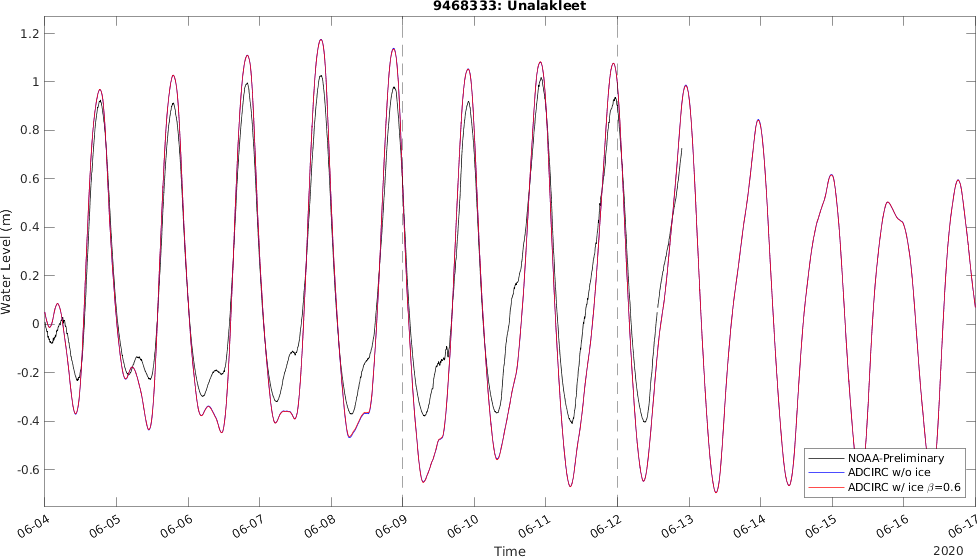 9468333: Unalakleet
Water Level (m)
1.2
1
0.8
0.6
0.4
0.2
0
-0.2
-0.4
-0.6
NOAA-Preliminary
ADCIRC w/o ice
ADCIRC w/ ice β=0.6
06-04 06-05 06-06 06-07 06-08 06-09 06-10 06-11 06-12 06-13 06-14 06-15 06-16 06-17
Time
2020